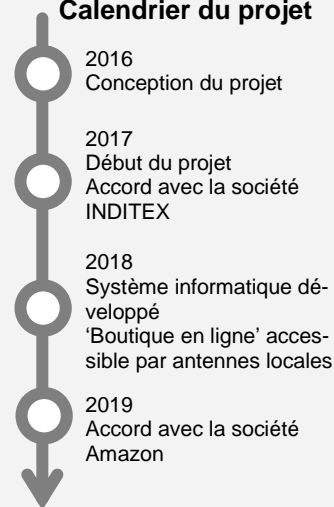 Calendrier du projet
2016
Conception du projet
2017
Début du projet
Accord avec la société
INDITEX
2018
Système informatique dé-
veloppé
'Boutique en ligne' acces-
sible par antennes locales
2019
Accord avec la société
Amazon